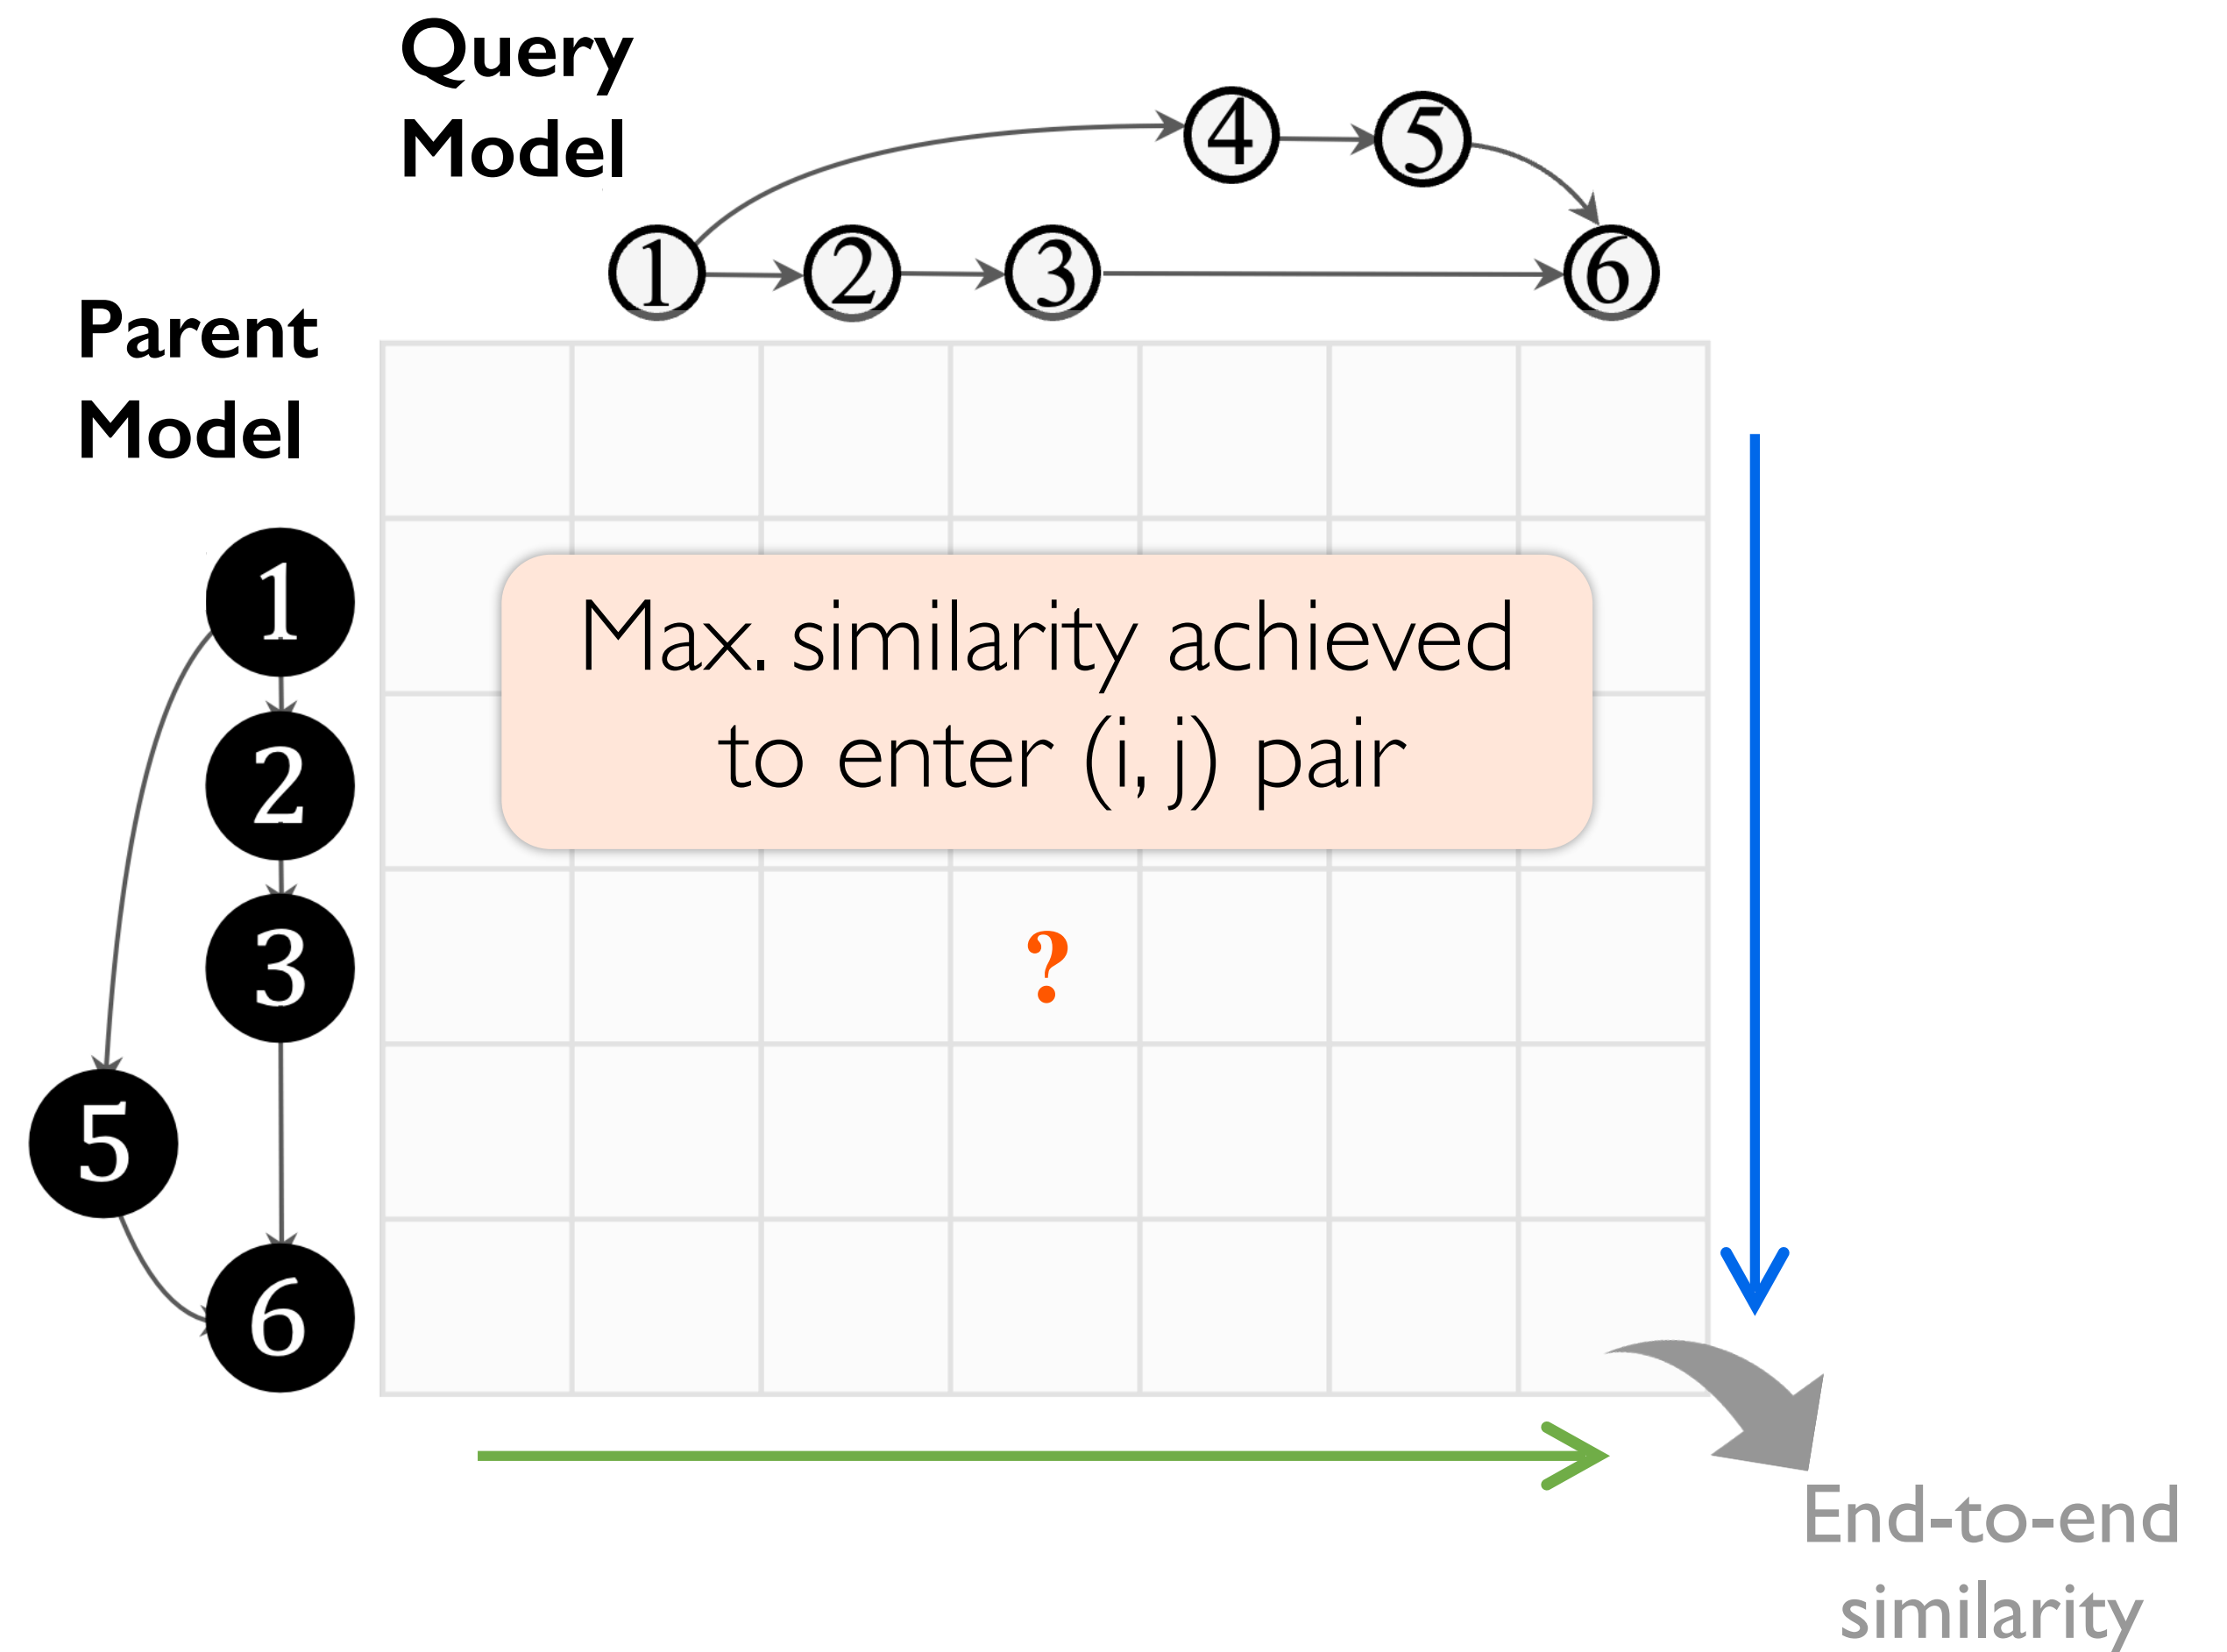 Query
Model
4 5
1 2 3 6
Parent
Model
1
2
3
5
6
Max. similarity achieved
to enter (i, j) pair
?
End-to-end
similarity